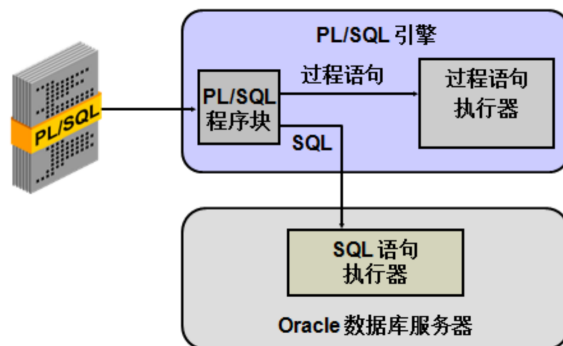 PL/SQL 引擎
PL/SQL
PL/SQL
程序块
过程语句
过程语句
执行器
SQL
SQL 语句
执行器
Oracle 数据库服务器